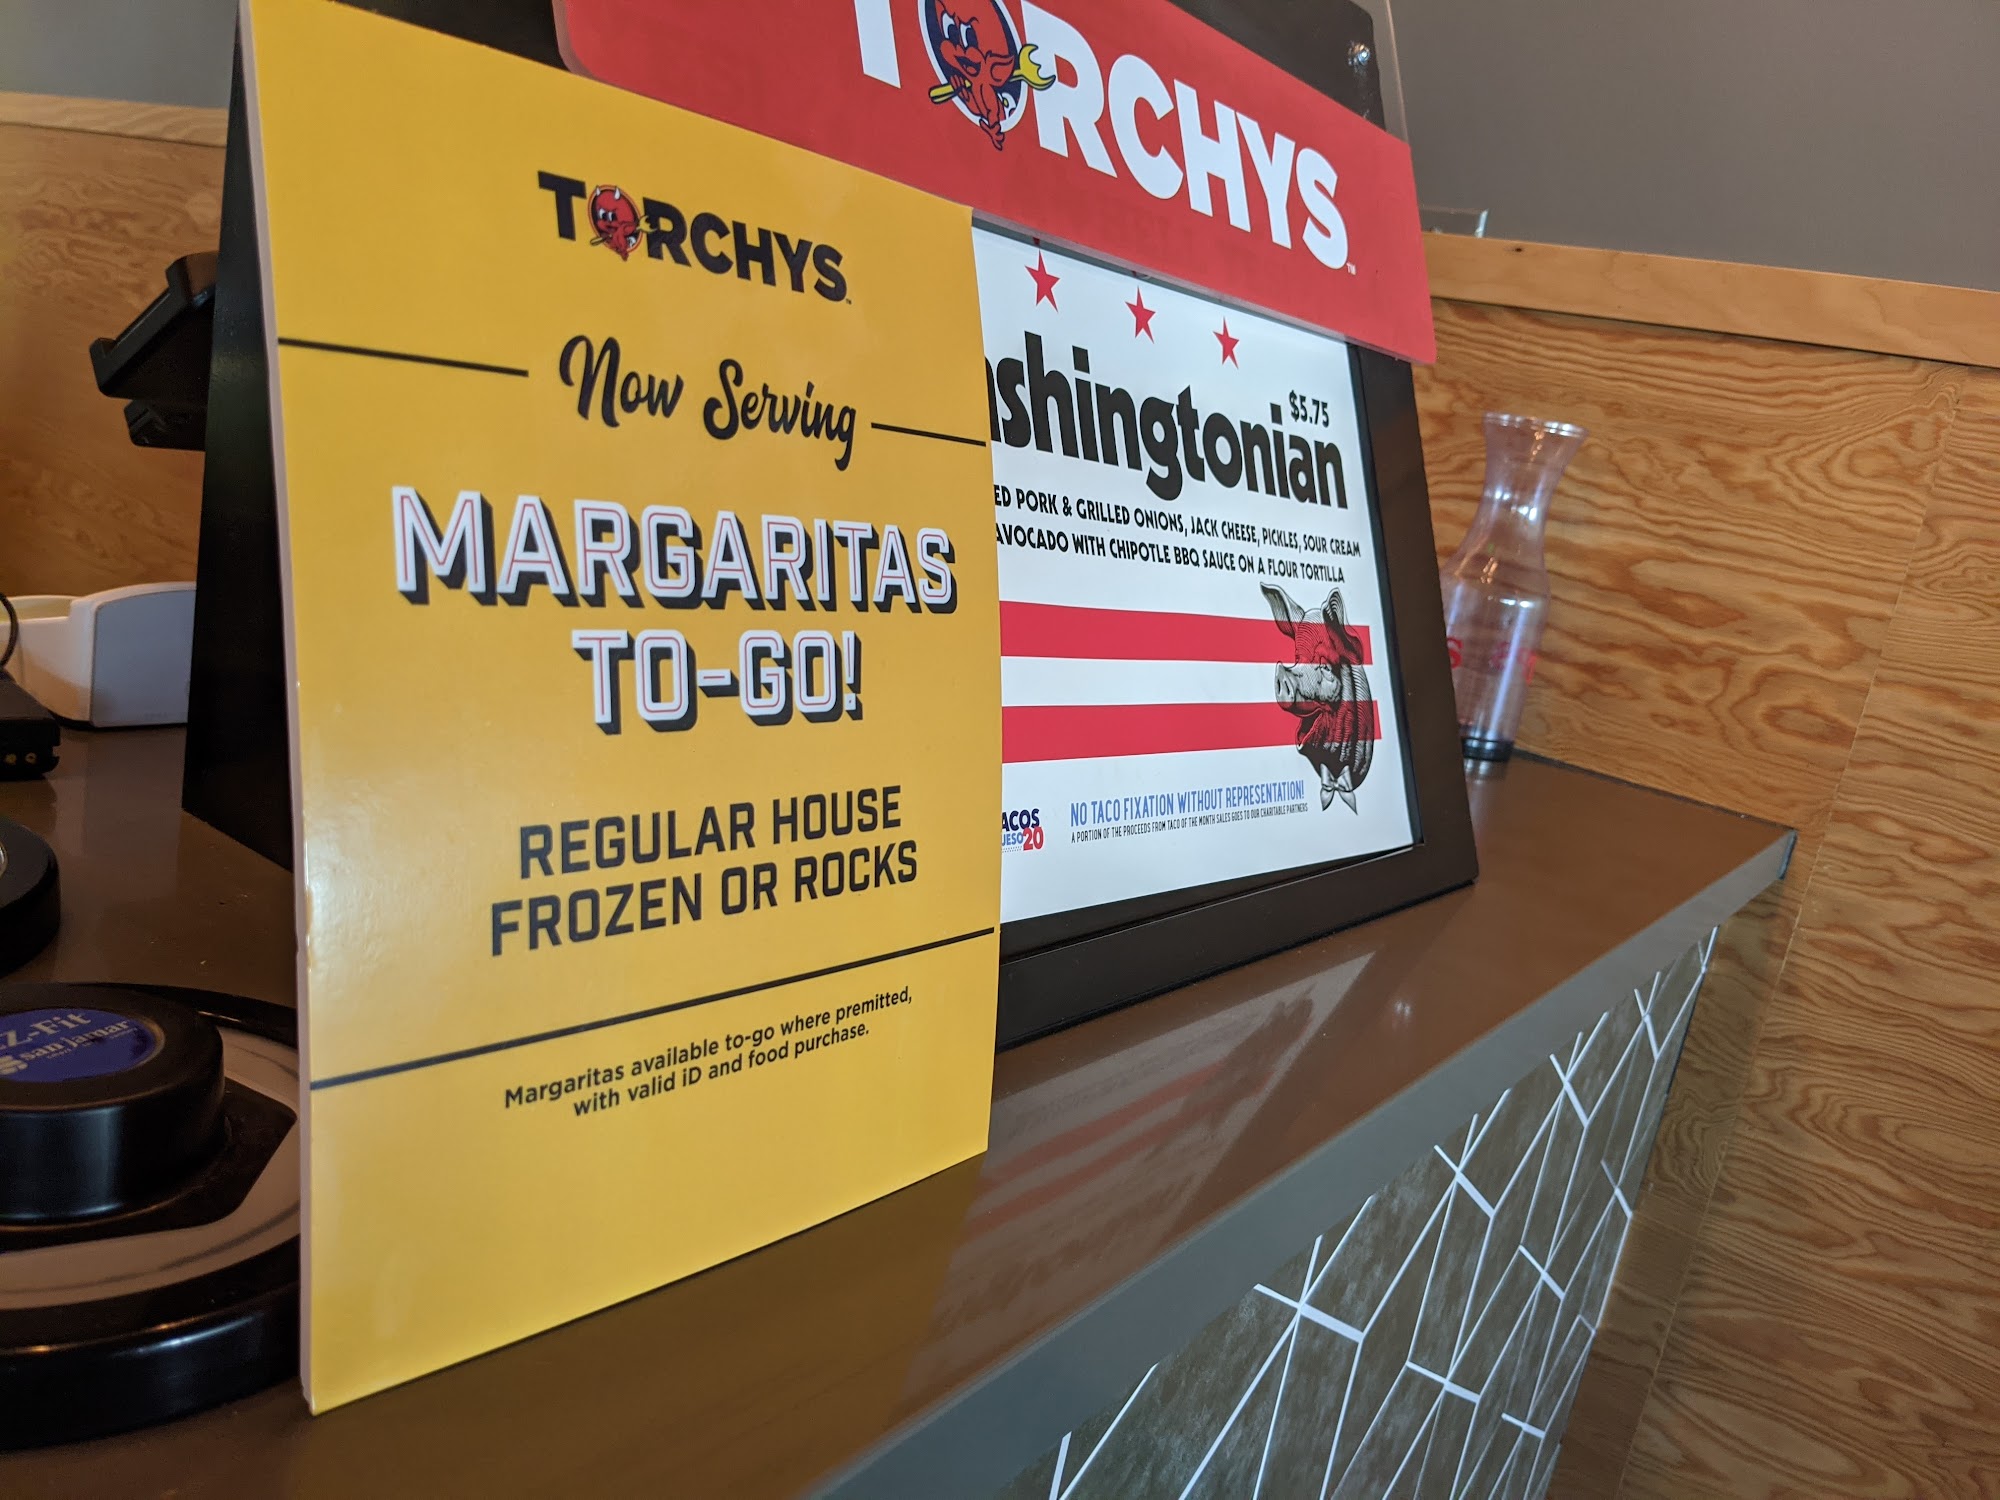 TORCHYS
Now Serving
MARGARITAS
TO-GO!
REGULAR HOUSE
FROZEN OR ROCKS
Margaritas available to-go where premitted,
with valid iD and food purchase.
TORCHYS™
shingtonian
$5.75
ED PORK & GRILLED ONIONS, JACK CHEESE, PICKLES, SOUR CREAM
AVOCADO WITH CHIPOTLE BBQ SAUCE ON A FLOUR TORTILLA
NO TACO FIXATION WITHOUT REPRESENTATION!
A PORTION OF THE PROCEEDS FROM TACO OF THE MONTH SALES GOES TO OUR CHARITABLE PARTNERS
ACOS
UESO20
Z-Fit
san jamar